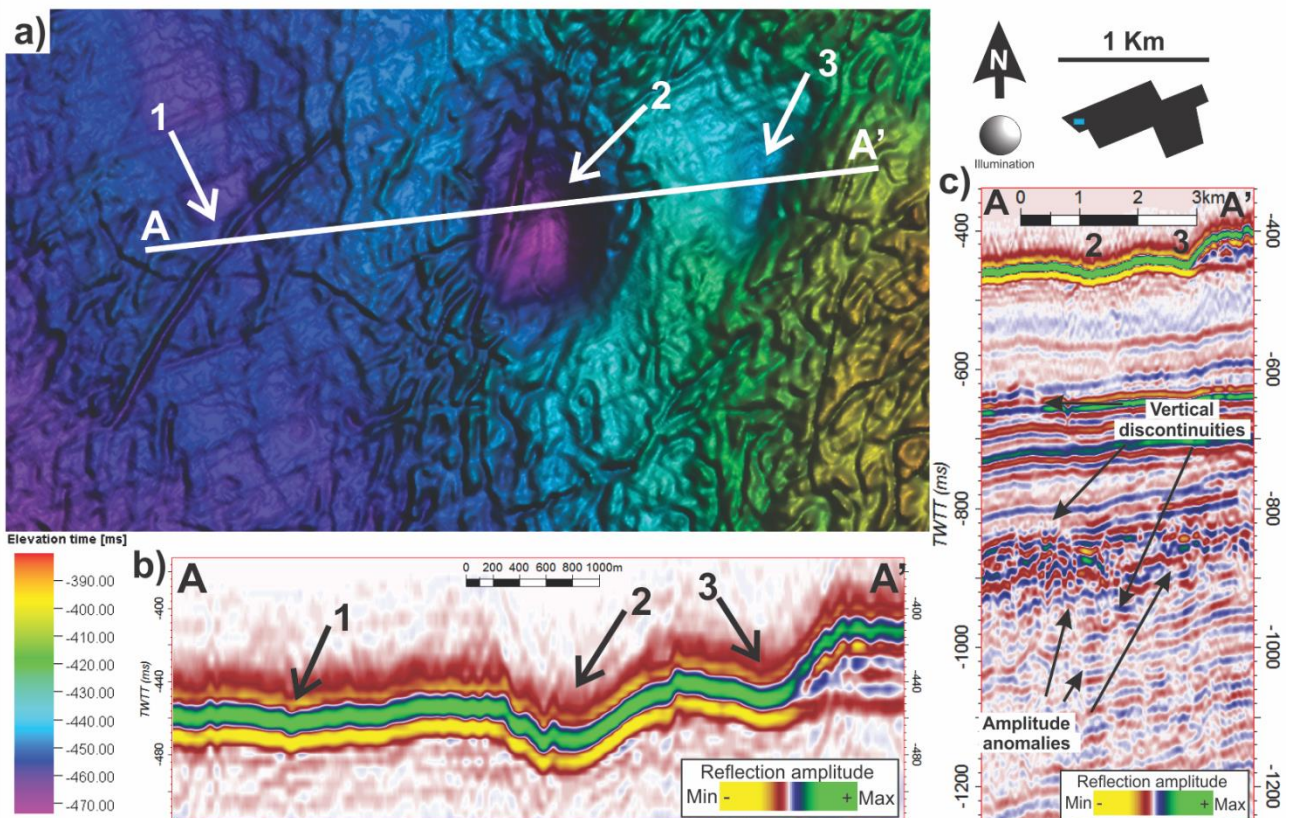 a)
1
2
3
A
A'
N
1 Km
Illumination
Elevation time [ms]
-390.00
-400.00
-410.00
-420.00
-430.00
-440.00
-450.00
-460.00
-470.00
b)
A
0 200 400 600 800 1000m
A'
1
2
3
-400
-440
-480
TWTT (ms)
-400
-440
-480
Reflection amplitude
Min - + Max
c)
A
0 1 2 3km
A'
2
3
-400
-600
-800
-1000
-1200
TWTT (ms)
-400
-600
-800
-1000
-1200
Vertical
discontinuities
Amplitude
anomalies
Reflection amplitude
Min - + Max